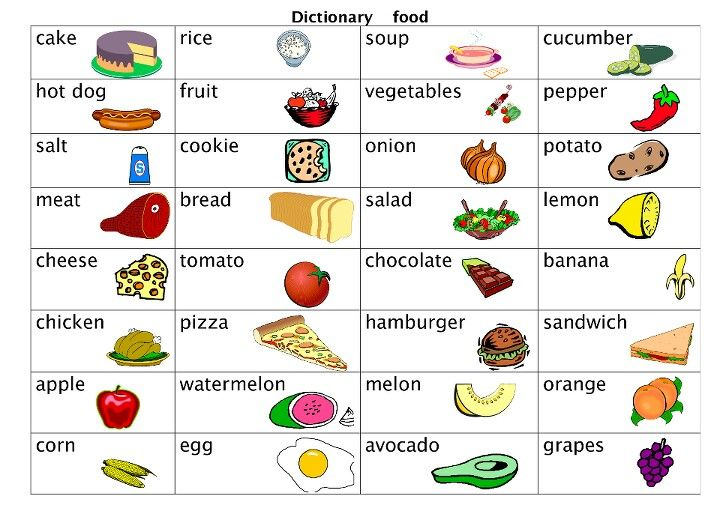 Dictionary food
cake rice soup cucumber
hot dog fruit vegetables pepper
salt cookie onion potato
S
meat bread salad lemon
cheese tomato chocolate banana
chicken pizza hamburger sandwich
apple watermelon melon orange
corn egg avocado grapes